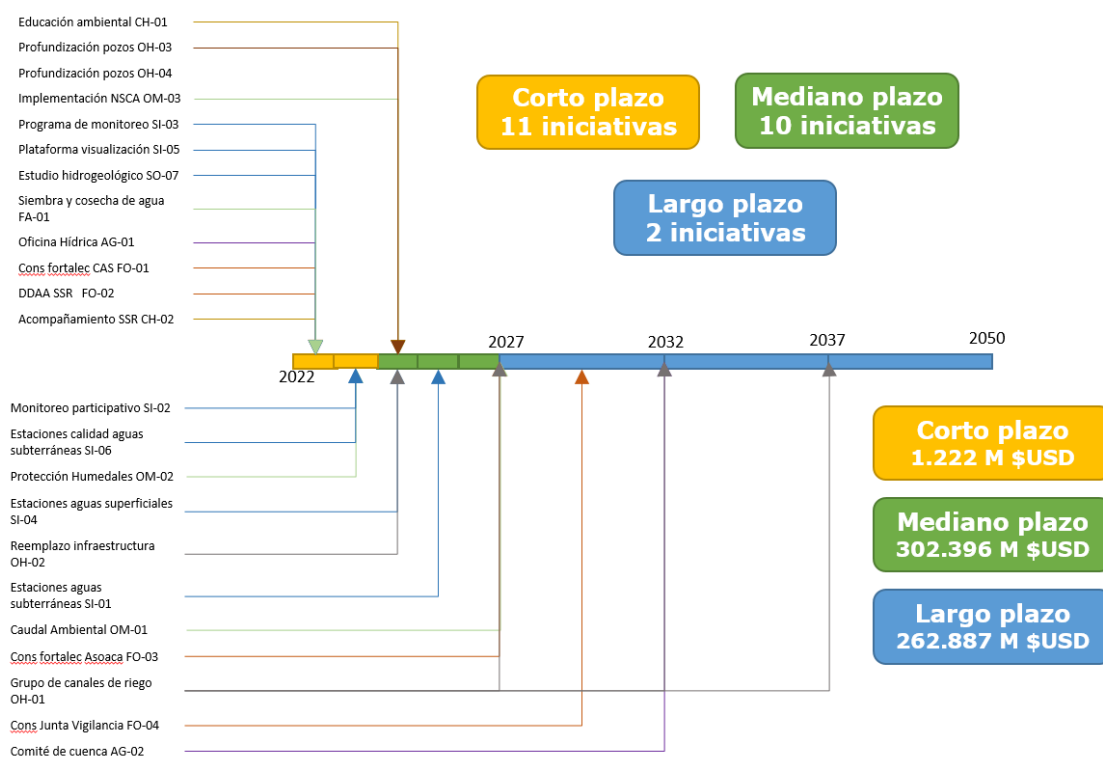 Educación ambiental CH-01
Profundización pozos OH-03
Profundización pozos OH-04
Implementación NSCA OM-03
Programa de monitoreo SI-03
Plataforma visualización SI-05
Estudio hidrogeológico SO-07
Siembra y cosecha de agua
FA-01
Oficina Hídrica AG-01
Cons fortalec CAS FO-01
DDAA SSR FO-02
Acompañamiento SSR CH-02
Corto plazo
11 iniciativas
Mediano plazo
10 iniciativas
Largo plazo
2 iniciativas
2022
2027
2032
2037
2050
Monitoreo participativo SI-02
Estaciones calidad aguas
subterráneas SI-06
Protección Humedales OM-02
Estaciones aguas superficiales
SI-04
Reemplazo infraestructura
OH-02
Estaciones aguas
subterráneas SI-01
Caudal Ambiental OM-01
Cons fortalec Asoaca FO-03
Grupo de canales de riego
OH-01
Cons Junta Vigilancia FO-04
Comité de cuenca AG-02
Corto plazo
1.222 M $USD
Mediano plazo
302.396 M $USD
Largo plazo
262.887 M $USD